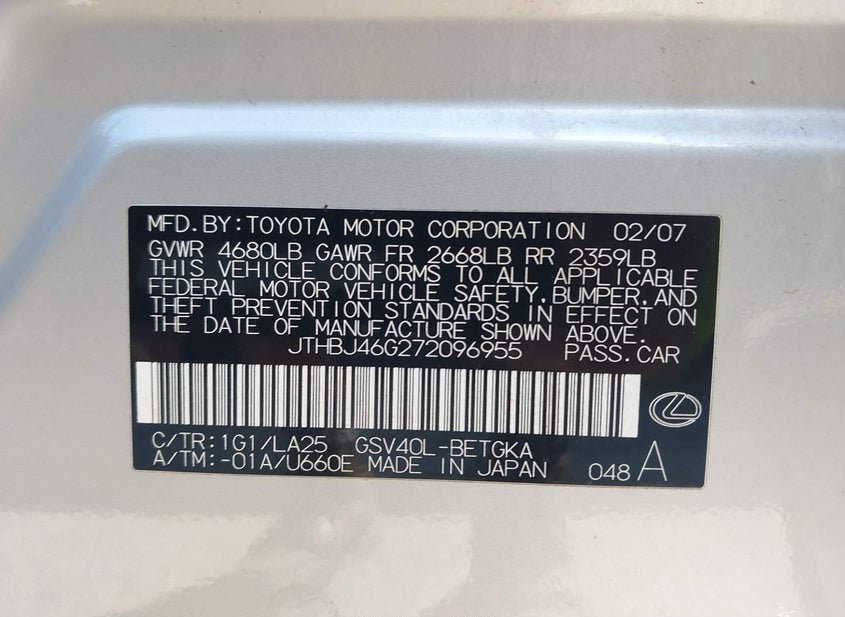 MFD.BY:TOYOTA MOTOR CORPORATION 02/07
GVWR 4680LB GAWR FR 2668LB RR 2359LB
THIS VEHICLE CONFORMS TO ALL APPLICABLE
FEDERAL MOTOR VEHICLE SAFETY,BUMPER,AND
THEFT PREVENTION STANDARDS IN EFFECT ON
THE DATE OF MANUFACTURE SHOWN ABOVE.
JTHBJ46G272096955 PASS.CAR
C/TR:1G1/LA25 GSV40L-BETGKA
A/TM:-01A/U660E MADE IN JAPAN 048 A